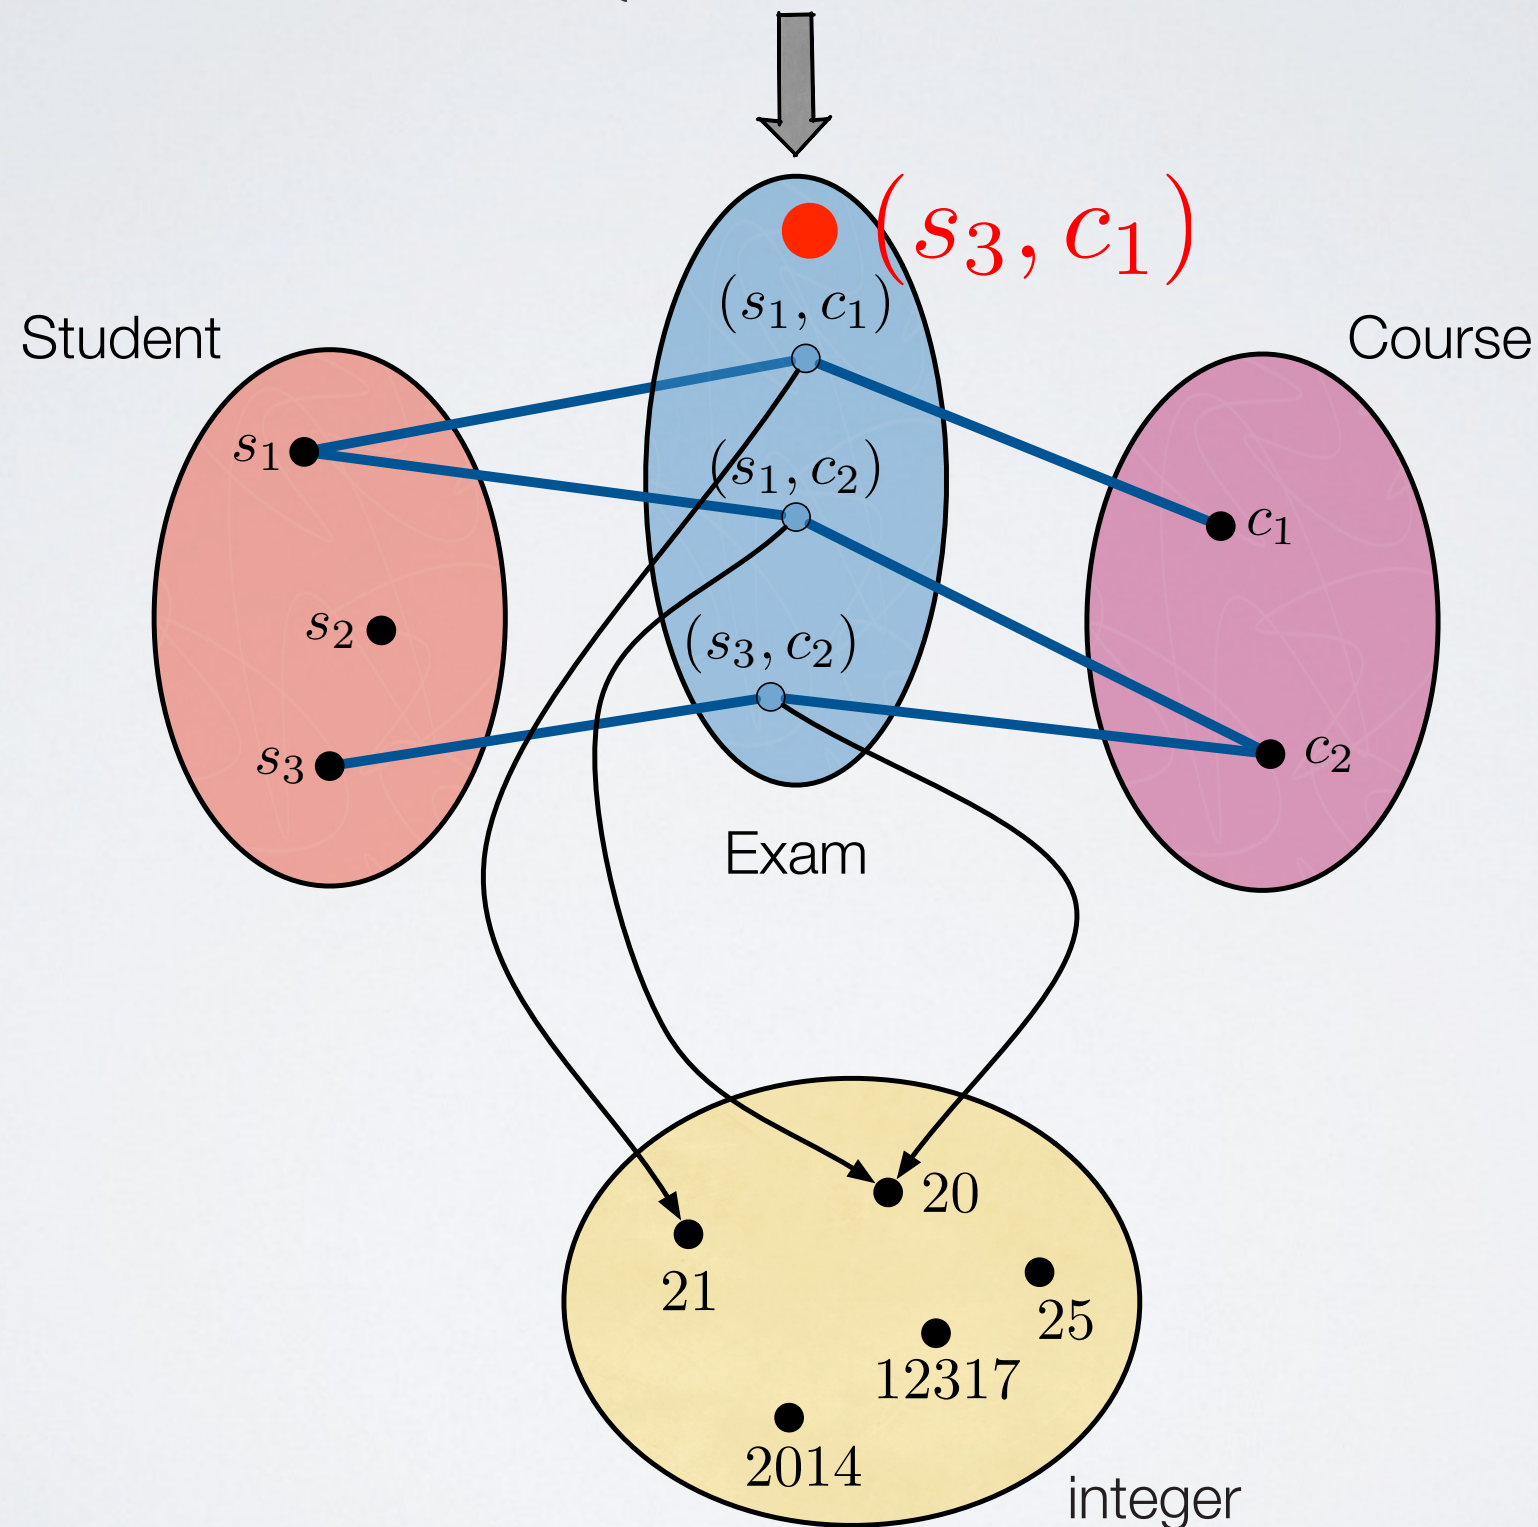 (s₃, c₁)
(s₁, c₁)
Student
Course
s₁
(s₁, c₂)
c₁
s₂
(s₃, c₂)
s₃
c₂
Exam
20
21
25
12317
2014
integer